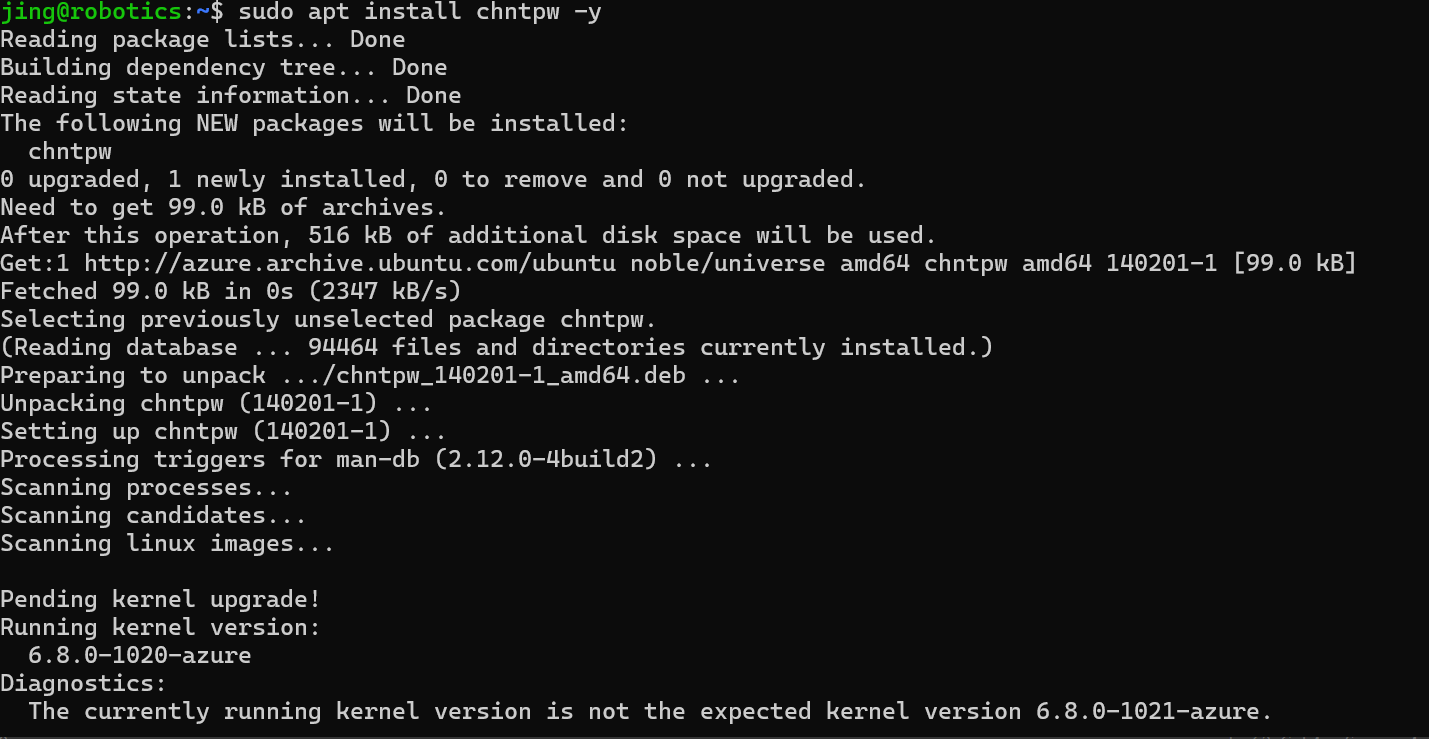 jing@robotics:~$ sudo apt install chntpw -y
Reading package lists... Done
Building dependency tree... Done
Reading state information... Done
The following NEW packages will be installed:
  chntpw
0 upgraded, 1 newly installed, 0 to remove and 0 not upgraded.
Need to get 99.0 kB of archives.
After this operation, 516 kB of additional disk space will be used.
Get:1 http://azure.archive.ubuntu.com/ubuntu noble/universe amd64 chntpw amd64 140201-1 [99.0 kB]
Fetched 99.0 kB in 0s (2347 kB/s)
Selecting previously unselected package chntpw.
(Reading database ... 94464 files and directories currently installed.)
Preparing to unpack .../chntpw_140201-1_amd64.deb ...
Unpacking chntpw (140201-1) ...
Setting up chntpw (140201-1) ...
Processing triggers for man-db (2.12.0-4build2) ...
Scanning processes...
Scanning candidates...
Scanning linux images...

Pending kernel upgrade!
Running kernel version:
  6.8.0-1020-azure
Diagnostics:
  The currently running kernel version is not the expected kernel version 6.8.0-1021-azure.